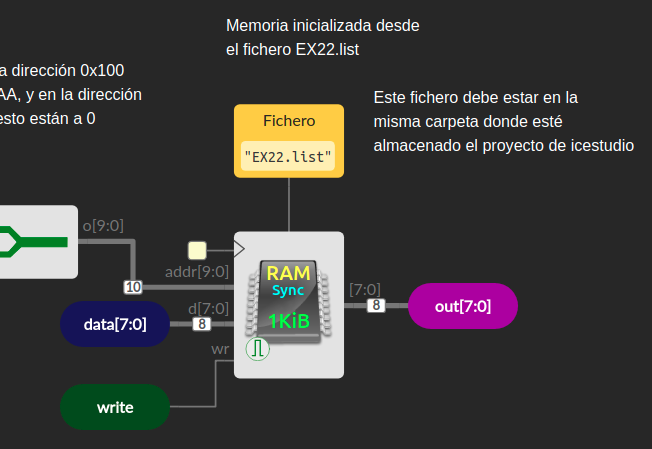 Memoria inicializada desde
el fichero EX22.list
a dirección 0x100
AA, y en la dirección
esto están a 0
Este fichero debe estar en la
misma carpeta donde esté
almacenado el proyecto de icestudio
Fichero
"EX22.list"
o[9:0]
10
addr[9:0]
RAM
Sync
1KiB
[7:0]
8
out[7:0]
data[7:0]
d[7:0]
8
wr
write